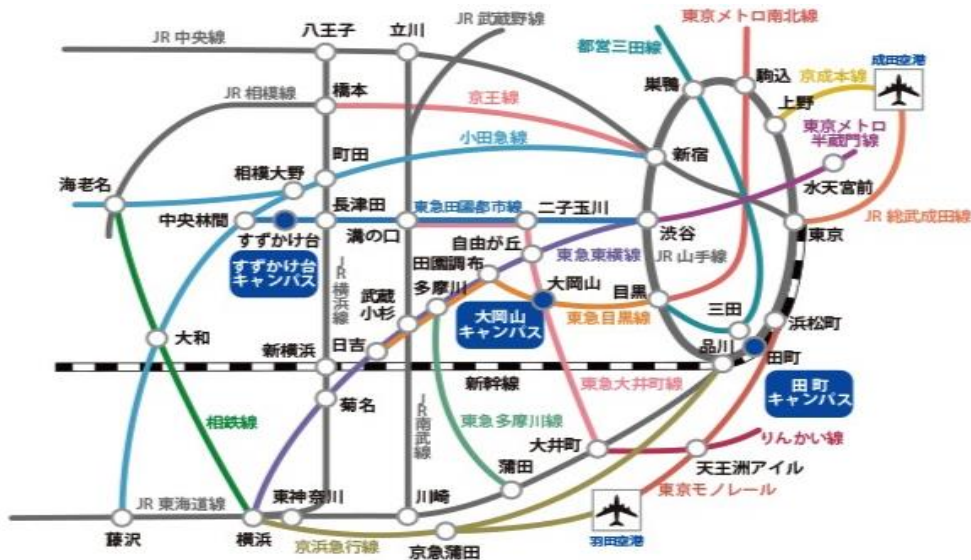 JR 武蔵野線
東京メトロ南北線
八王子
立川
JR 中央線
都営三田線
成田空港
駒込
巣鴨
京成本線
橋本
上野
JR 相模線
京王線
東京メトロ
半蔵門線
小田急線
町田
新宿
相模大野
海老名
水天宮前
長津田
東急田園都市線
二子玉川
中央林間
JR 総武成田線
すずかけ台
溝の口
渋谷
東京
自由が丘
東急東横線
JR 山手線
すずかけ台
キャンパス
田園調布
大岡山
目黒
多摩川
JR 横浜線
武蔵
小杉
大岡山
キャンパス
東急目黒線
三田
浜松町
大和
日吉
品川
新横浜
田町
新幹線
東急大井町線
田町
キャンパス
菊名
相鉄線
JR 南武線
東急多摩川線
りんかい線
大井町
天王洲アイル
蒲田
東京モノレール
東神奈川
川崎
JR 東海道線
藤沢
横浜
京浜急行線
京急蒲田
羽田空港